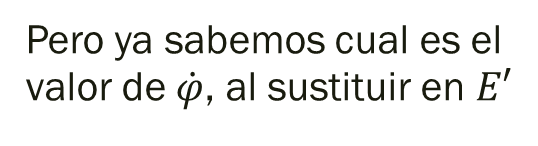 Pero ya sabemos cual es el
valor de φ̇, al sustituir en E′